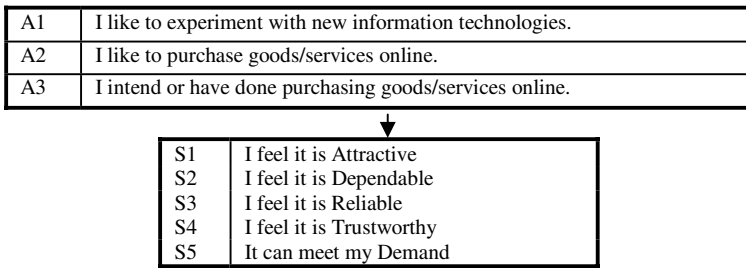 A1 I like to experiment with new information technologies.
A2 I like to purchase goods/services online.
A3 I intend or have done purchasing goods/services online.
S1 I feel it is Attractive
S2 I feel it is Dependable
S3 I feel it is Reliable
S4 I feel it is Trustworthy
S5 It can meet my Demand